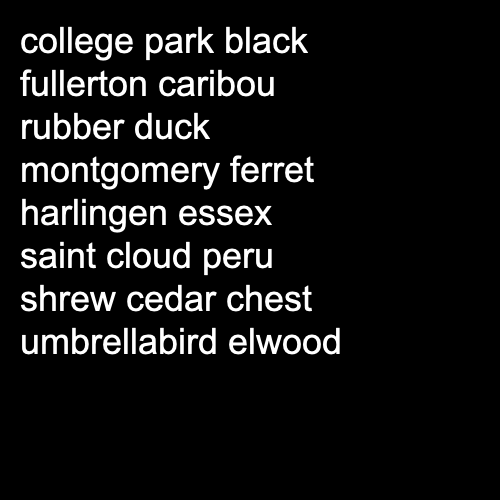 college park black
fullerton caribou
rubber duck
montgomery ferret
harlingen essex
saint cloud peru
shrew cedar chest
umbrellabird elwood